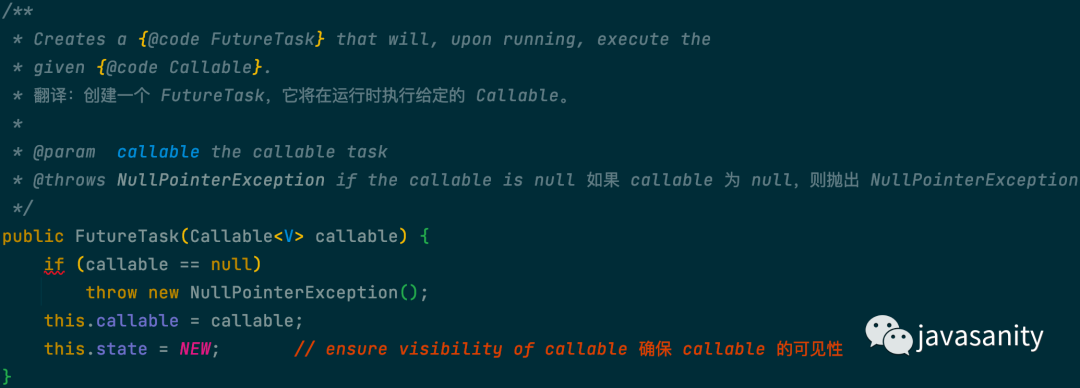 /**
 * Creates a {@code FutureTask} that will, upon running, execute the
 * given {@code Callable}.
 * 翻译：创建一个 FutureTask，它将在运行时执行给定的 Callable。
 *
 * @param  callable the callable task
 * @throws NullPointerException if the callable is null 如果 callable 为 null，则抛出 NullPointerException
 */
public FutureTask(Callable<V> callable) {
    if (callable == null)
        throw new NullPointerException();
    this.callable = callable;
    this.state = NEW;       // ensure visibility of callable 确保 callable 的可见性
}
javasanity